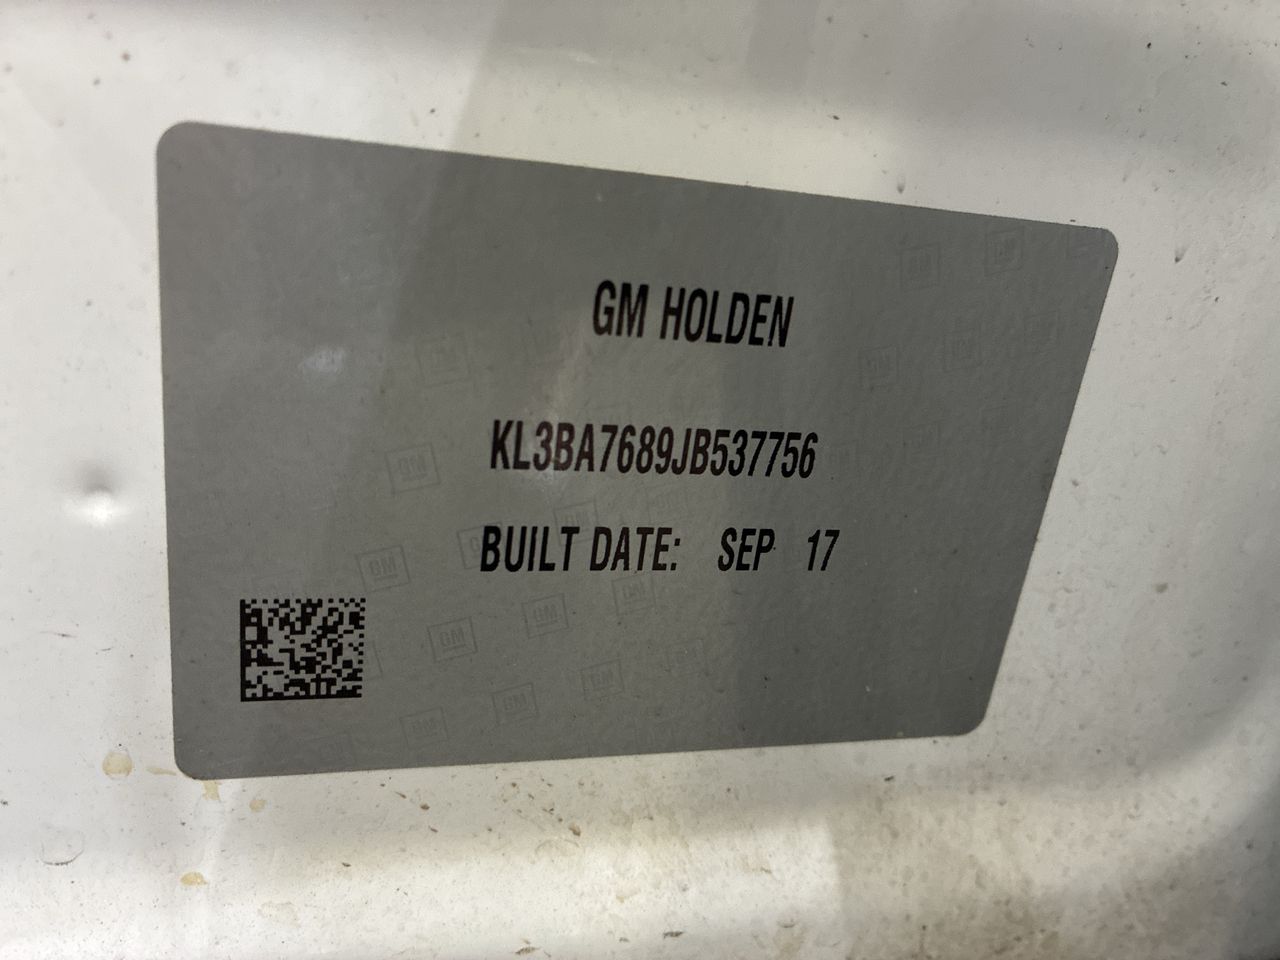 GM HOLDEN
KL3BA7689JB537756
BUILT DATE: SEP 17